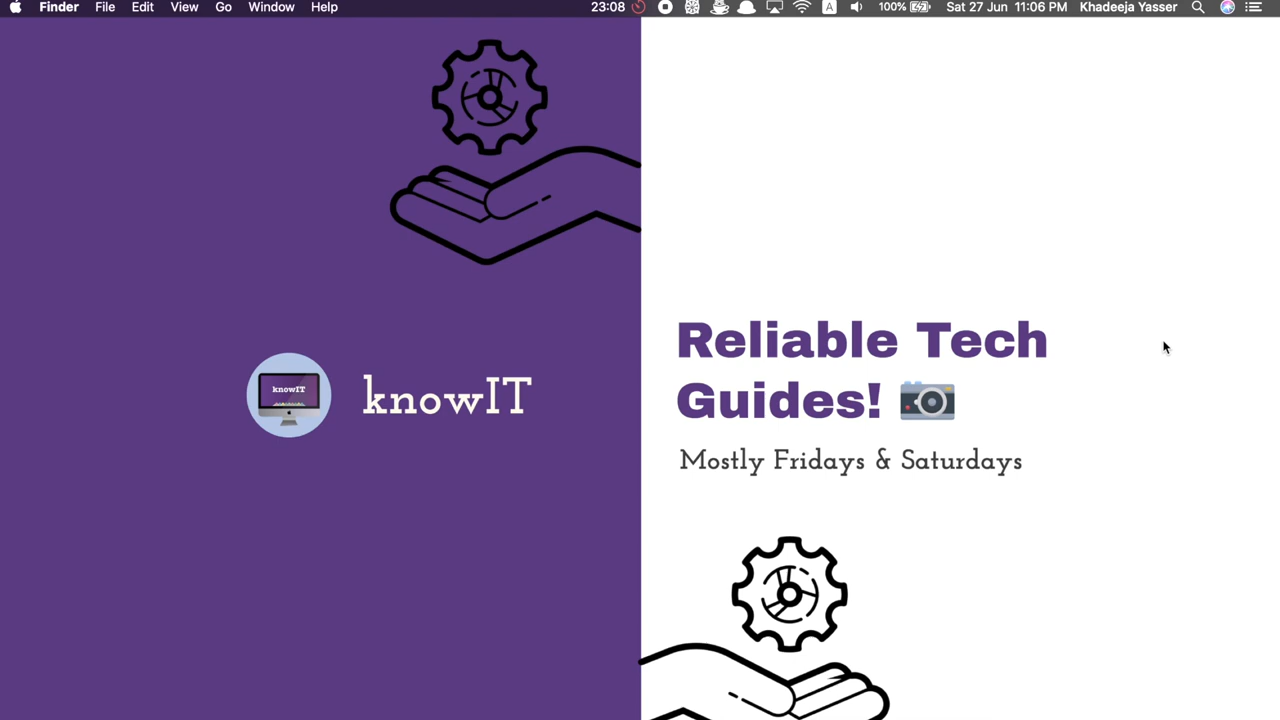 Finder File Edit View Go Window Help 23:08 A 100% Sat 27 Jun 11:06 PM Khadeeja Yasser
knowIT
knowIT
Reliable Tech
Guides!
Mostly Fridays & Saturdays